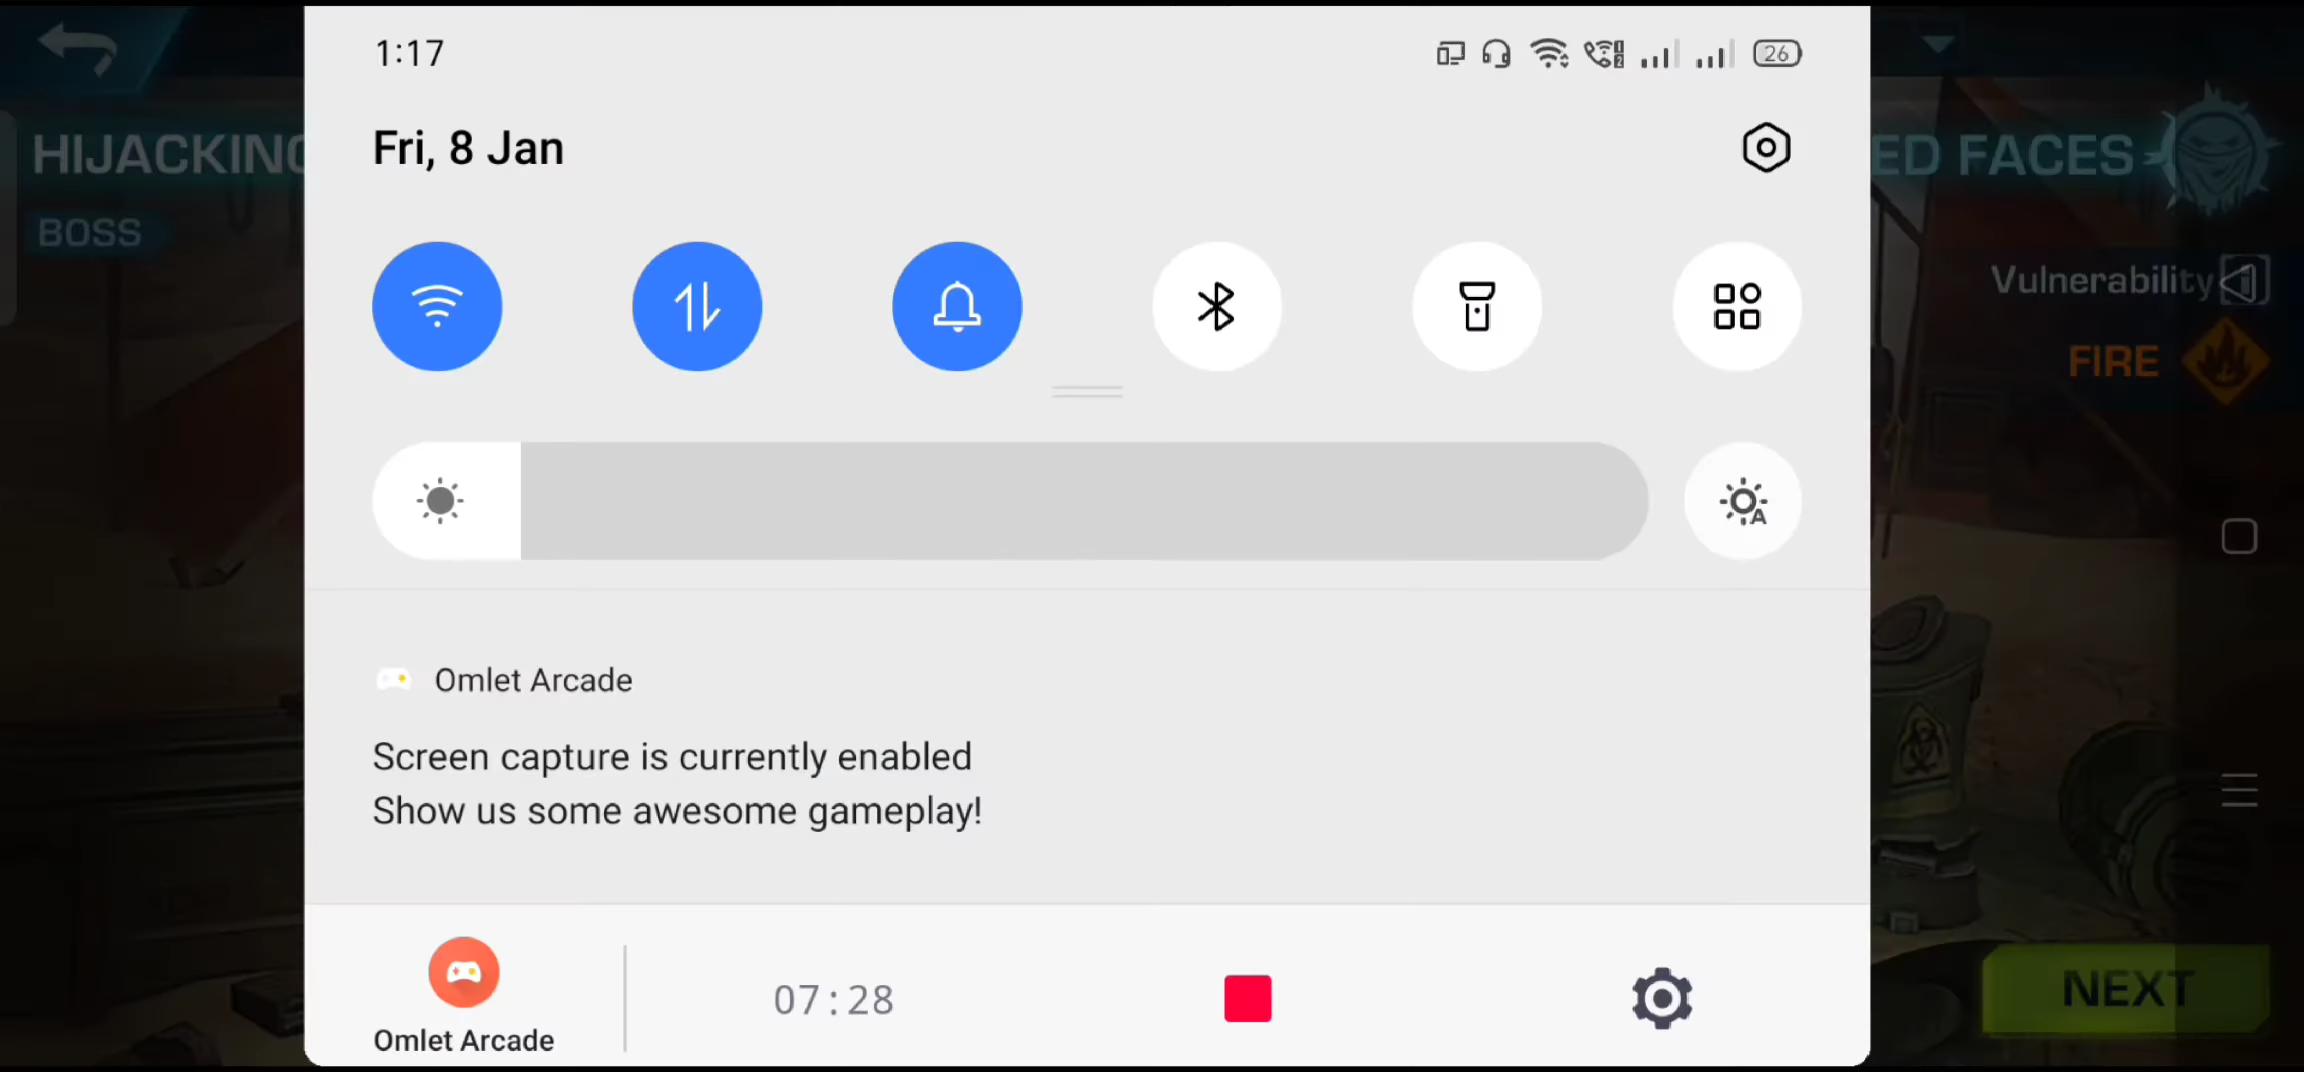 1:17
26
Fri, 8 Jan
HIJACKING
ED FACES
BOSS
Vulnerability
FIRE
A
Omlet Arcade
Screen capture is currently enabled
Show us some awesome gameplay!
07:28
Omlet Arcade
NEXT